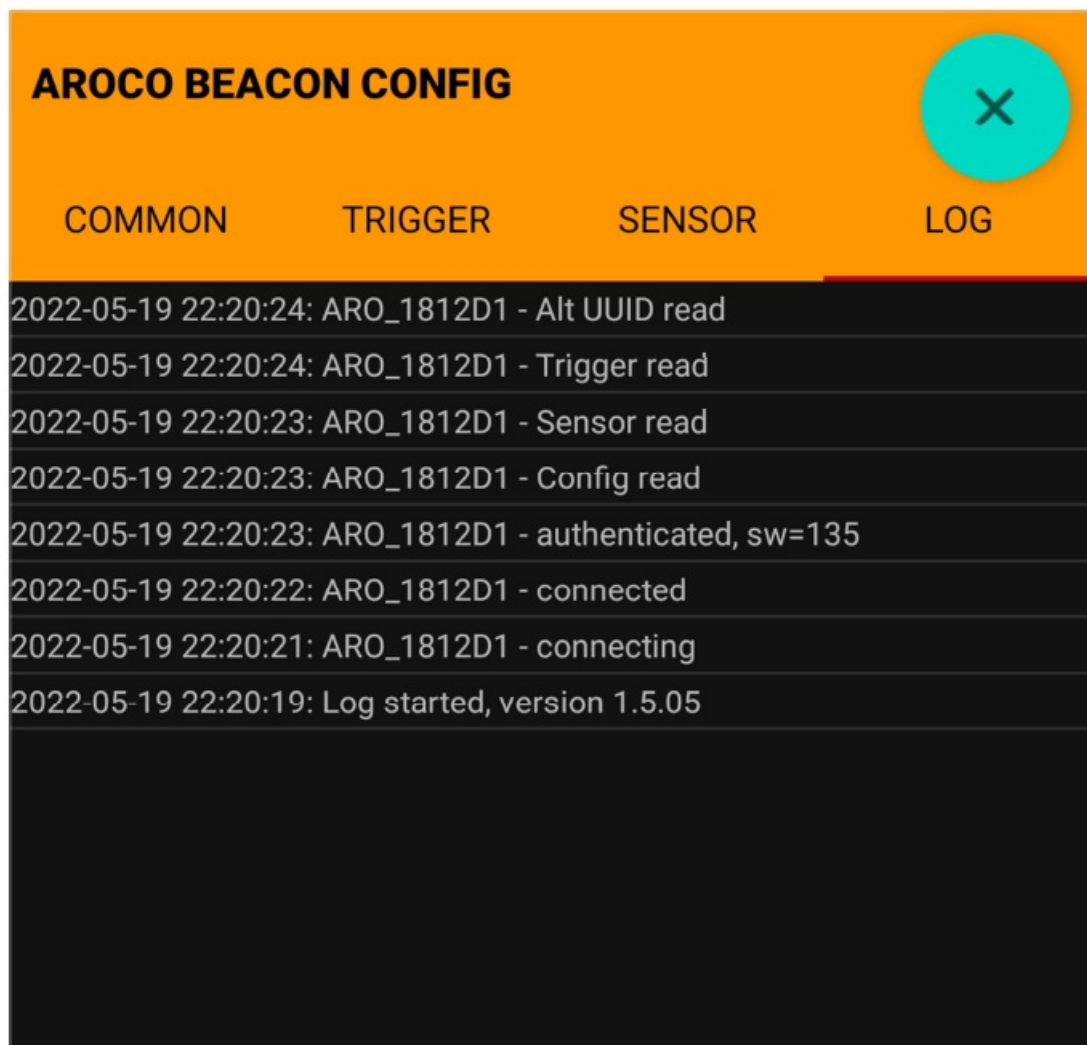 AROCO BEACON CONFIG
COMMON TRIGGER SENSOR LOG
2022-05-19 22:20:24: ARO_1812D1 - Alt UUID read
2022-05-19 22:20:24: ARO_1812D1 - Trigger read
2022-05-19 22:20:23: ARO_1812D1 - Sensor read
2022-05-19 22:20:23: ARO_1812D1 - Config read
2022-05-19 22:20:23: ARO_1812D1 - authenticated, sw=135
2022-05-19 22:20:22: ARO_1812D1 - connected
2022-05-19 22:20:21: ARO_1812D1 - connecting
2022-05-19 22:20:19: Log started, version 1.5.05